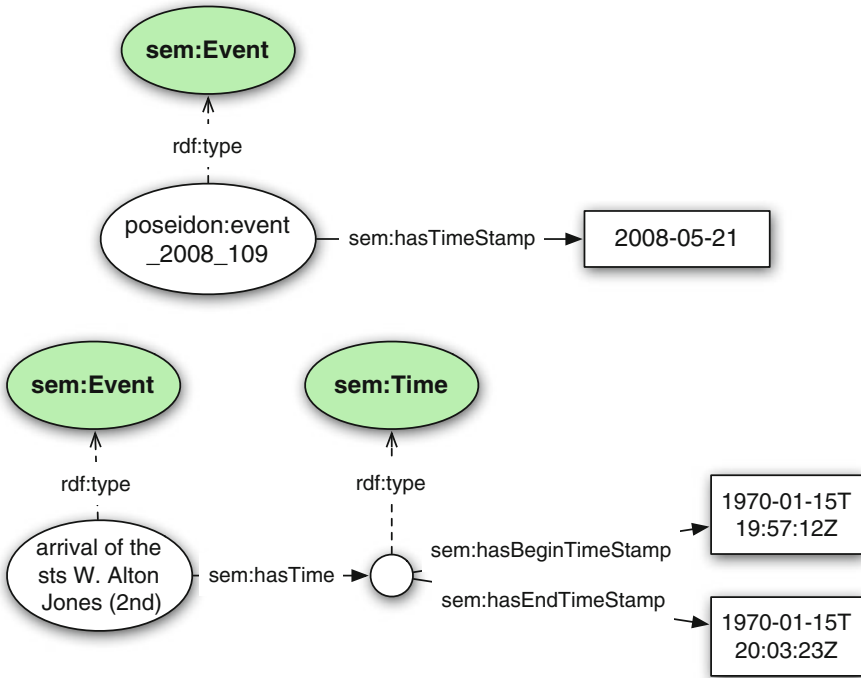 sem:Event
rdf:type
poseidon:event
_2008_109
sem:hasTimeStamp
2008-05-21
sem:Event
sem:Time
rdf:type
rdf:type
arrival of the
sts W. Alton
Jones (2nd)
sem:hasTime
sem:hasBeginTimeStamp
1970-01-15T
19:57:12Z
sem:hasEndTimeStamp
1970-01-15T
20:03:23Z